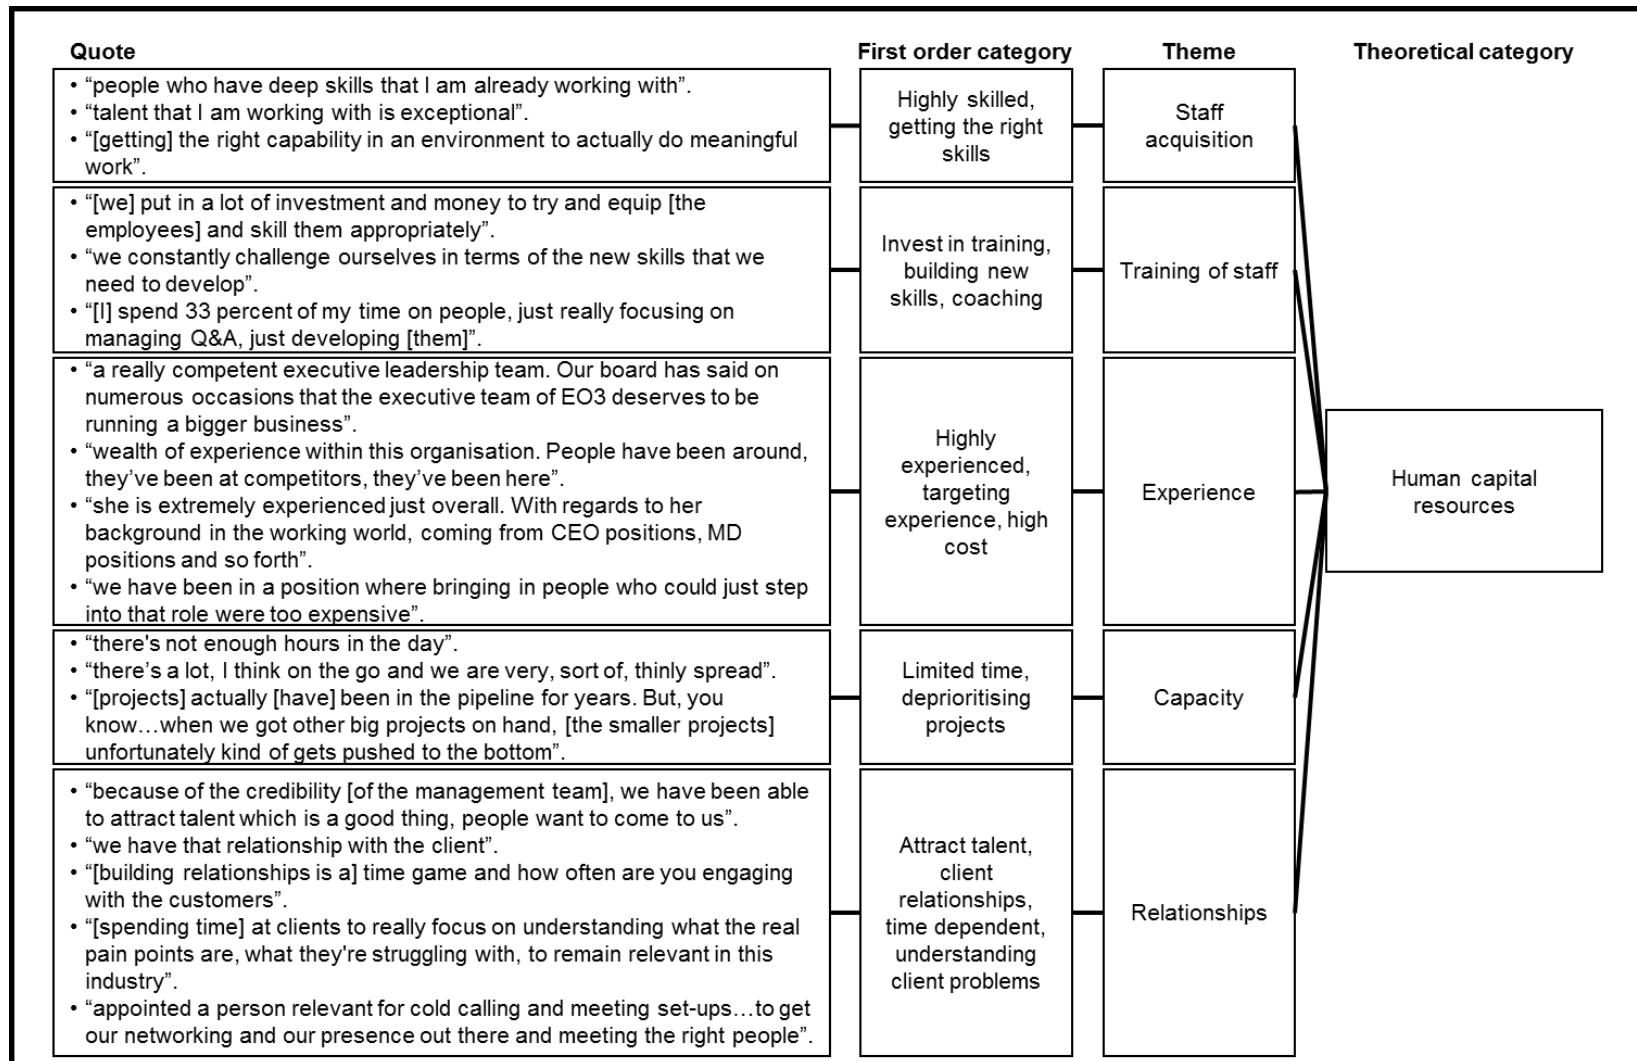 Quote
First order category
Theme
Theoretical category
• “people who have deep skills that I am already working with”.
• “talent that I am working with is exceptional”.
• “[getting] the right capability in an environment to actually do meaningful
work”.
Highly skilled,
getting the right
skills
Staff
acquisition
• “[we] put in a lot of investment and money to try and equip [the
employees] and skill them appropriately”.
• “we constantly challenge ourselves in terms of the new skills that we
need to develop”.
• “[I] spend 33 percent of my time on people, just really focusing on
managing Q&A, just developing [them]”.
Invest in training,
building new
skills, coaching
Training of staff
• “a really competent executive leadership team. Our board has said on
numerous occasions that the executive team of EO3 deserves to be
running a bigger business”.
• “wealth of experience within this organisation. People have been around,
they’ve been at competitors, they’ve been here”.
• “she is extremely experienced just overall. With regards to her
background in the working world, coming from CEO positions, MD
positions and so forth”.
• “we have been in a position where bringing in people who could just step
into that role were too expensive”.
Highly
experienced,
targeting
experience, high
cost
Experience
Human capital
resources
• “there's not enough hours in the day”.
• “there’s a lot, I think on the go and we are very, sort of, thinly spread”.
• “[projects] actually [have] been in the pipeline for years. But, you
know…when we got other big projects on hand, [the smaller projects]
unfortunately kind of gets pushed to the bottom”.
Limited time,
deprioritising
projects
Capacity
• “because of the credibility [of the management team], we have been able
to attract talent which is a good thing, people want to come to us”.
• “we have that relationship with the client”.
• “[building relationships is a] time game and how often are you engaging
with the customers”.
• “[spending time] at clients to really focus on understanding what the real
pain points are, what they're struggling with, to remain relevant in this
industry”.
• “appointed a person relevant for cold calling and meeting set-ups…to get
our networking and our presence out there and meeting the right people”.
Attract talent,
client
relationships,
time dependent,
understanding
client problems
Relationships